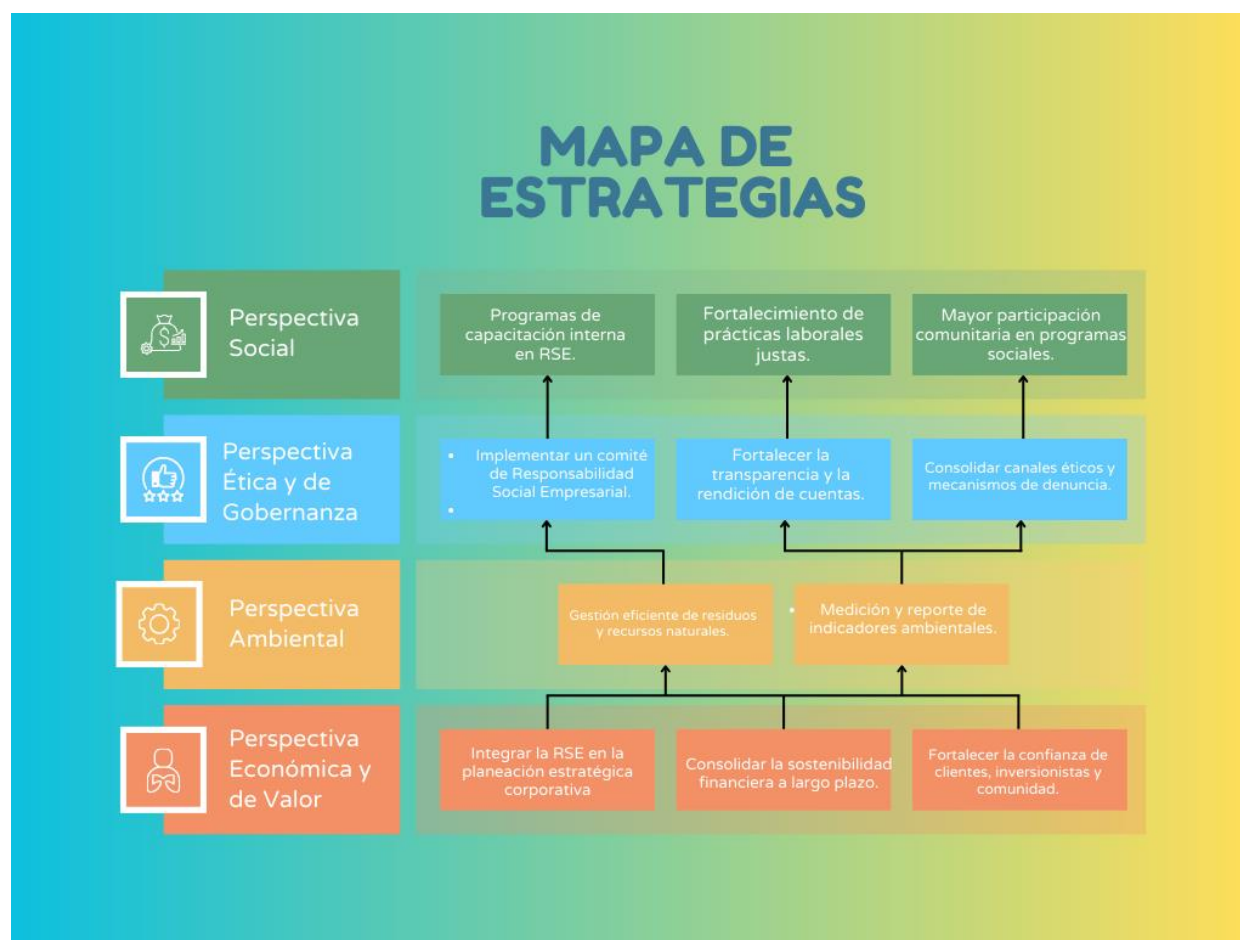 MAPA DE
ESTRATEGIAS
Perspectiva
Social
Programas de
capacitación interna
en RSE.
Fortalecimiento de
prácticas laborales
justas.
Mayor participación
comunitaria en programas
sociales.
Perspectiva
Ética y de
Gobernanza
• Implementar un comité
de Responsabilidad
Social Empresarial.
•
Fortalecer la
transparencia y la
rendición de cuentas.
Consolidar canales éticos y
mecanismos de denuncia.
Perspectiva
Ambiental
Gestión eficiente de residuos
y recursos naturales.
• Medición y reporte de
indicadores ambientales.
Perspectiva
Económica y
de Valor
Integrar la RSE en la
planeación estratégica
corporativa
Consolidar la sostenibilidad
financiera a largo plazo.
Fortalecer la confianza de
clientes, inversionistas y
comunidad.